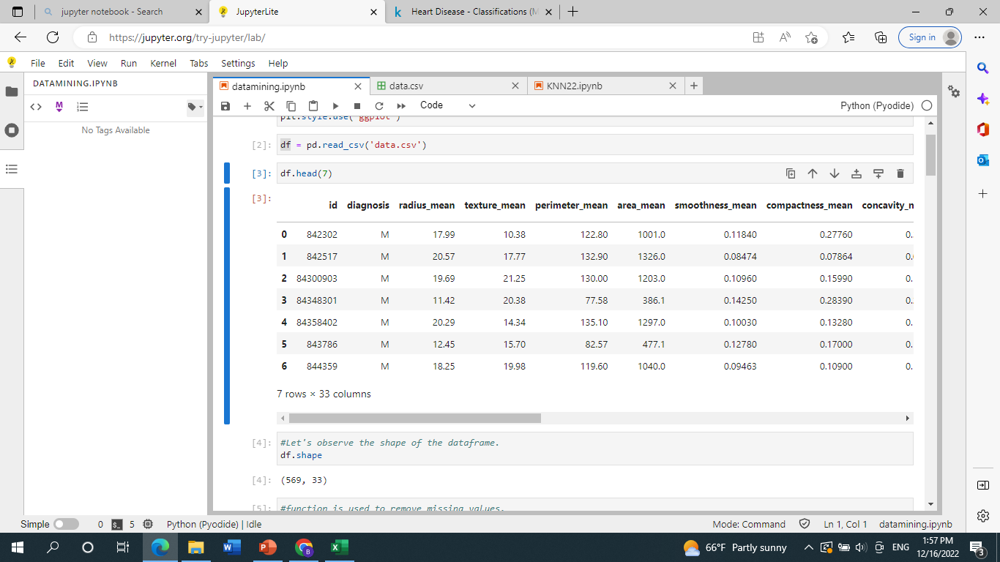 jupyter notebook - Search
JupyterLite
Heart Disease - Classifications (M
https://jupyter.org/try-jupyter/lab/
Sign in
File Edit View Run Kernel Tabs Settings Help
DATAMINING.IPYNB
No Tags Available
datamining.ipynb
data.csv
KNN22.ipynb
Code
Python (Pyodide)
plt.style.use('ggplot')
[2]: df = pd.read_csv('data.csv')
[3]: df.head(7)
[3]:
id diagnosis radius_mean texture_mean perimeter_mean area_mean smoothness_mean compactness_mean concavity_n
0 842302 M 17.99 10.38 122.80 1001.0 0.11840 0.27760 0.
1 842517 M 20.57 17.77 132.90 1326.0 0.08474 0.07864 0.
2 84300903 M 19.69 21.25 130.00 1203.0 0.10960 0.15990 0.
3 84348301 M 11.42 20.38 77.58 386.1 0.14250 0.28390 0.
4 84358402 M 20.29 14.34 135.10 1297.0 0.10030 0.13280 0.
5 843786 M 12.45 15.70 82.57 477.1 0.12780 0.17000 0.
6 844359 M 18.25 19.98 119.60 1040.0 0.09463 0.10900 0.
7 rows × 33 columns
[4]: #Let's observe the shape of the dataframe.
df.shape
[4]: (569, 33)
[5]: #function is used to remove missing values.
Simple 0 5 Python (Pyodide) | Idle
Mode: Command Ln 1, Col 1 datamining.ipynb
66°F Partly sunny
ENG
1:57 PM
12/16/2022
3